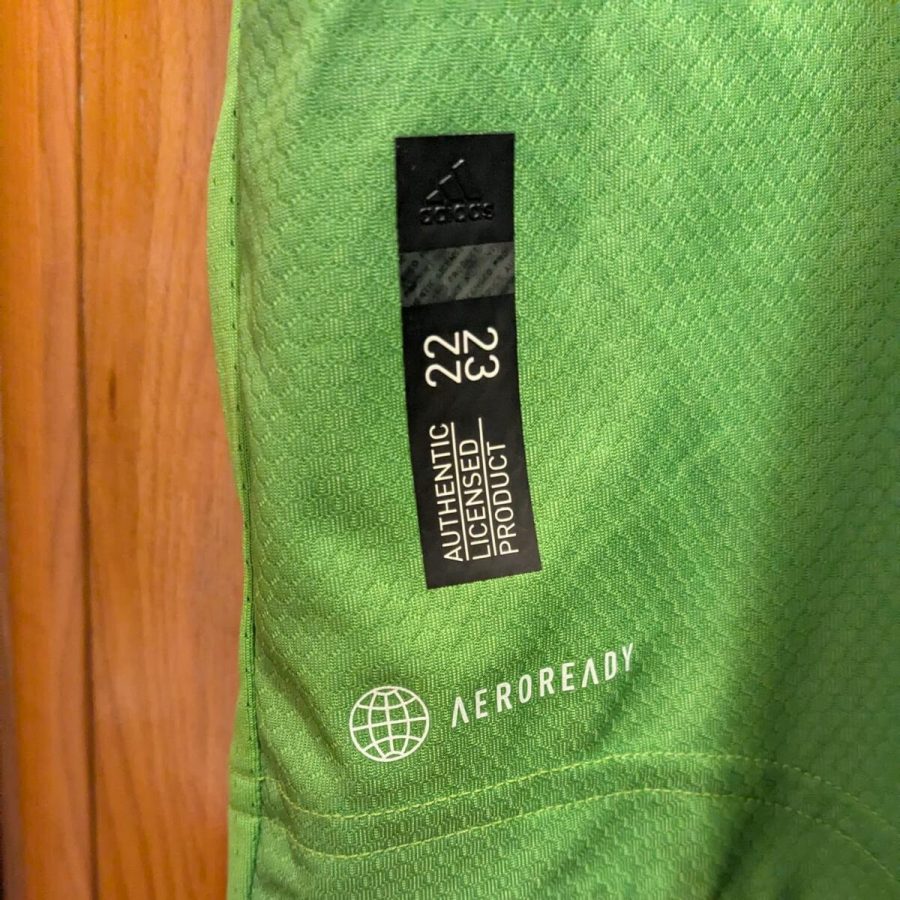 adidas
22
23
AUTHENTIC
LICENSED
PRODUCT
AEROREADY